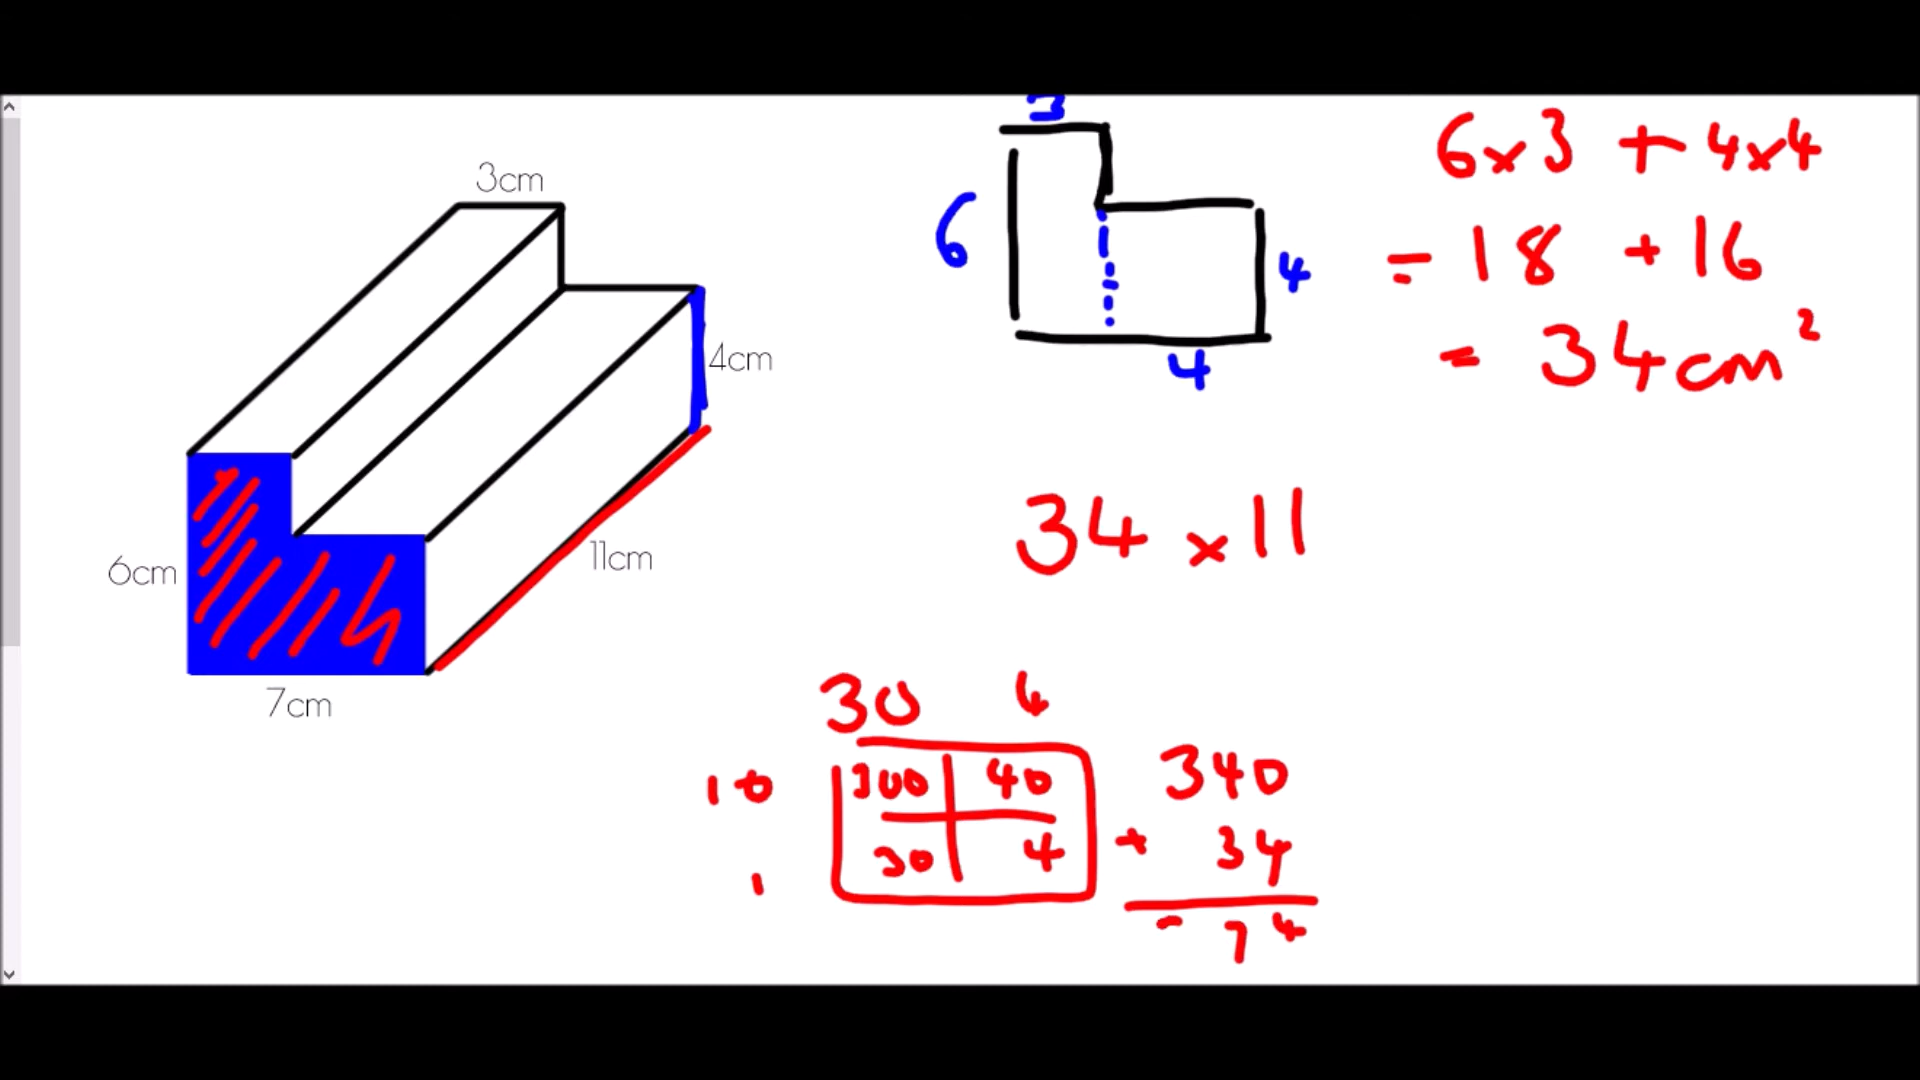 3cm
4cm
6cm
11cm
7cm
3
6
4
4
6x3 + 4x4
= 18 + 16
= 34cm²
34 x 11
30 4
10 300 40
1 30 4
340
+ 34
74